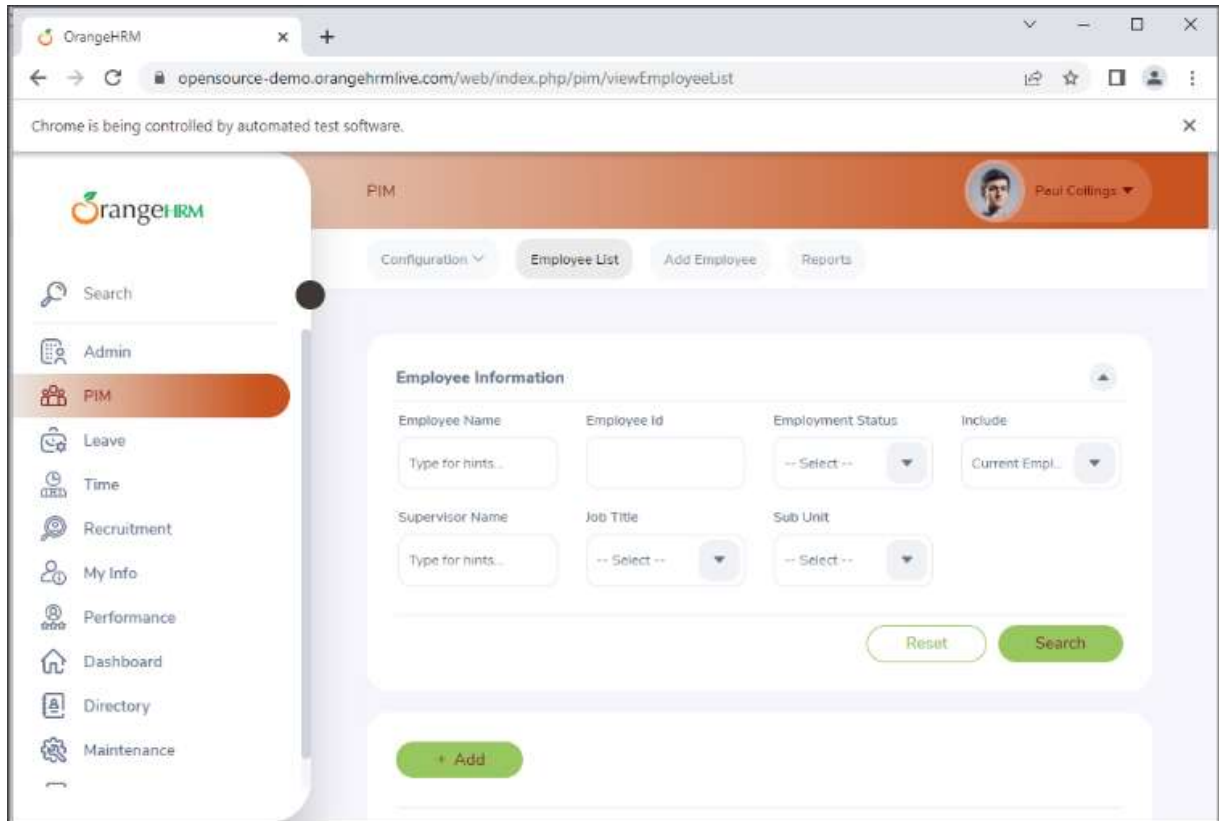 OrangeHRM
opensource-demo.orangehrmlive.com/web/index.php/pim/viewEmployeeList
Chrome is being controlled by automated test software.
OrangeHRM
PIM
Paul Collings
Configuration
Employee List
Add Employee
Reports
Search
Admin
PIM
Leave
Time
Recruitment
My Info
Performance
Dashboard
Directory
Maintenance
Employee Information
Employee Name
Employee Id
Employment Status
Include
Type for hints...
-- Select --
Current Empl...
Supervisor Name
Job Title
Sub Unit
Type for hints...
-- Select --
-- Select --
Reset
Search
+ Add